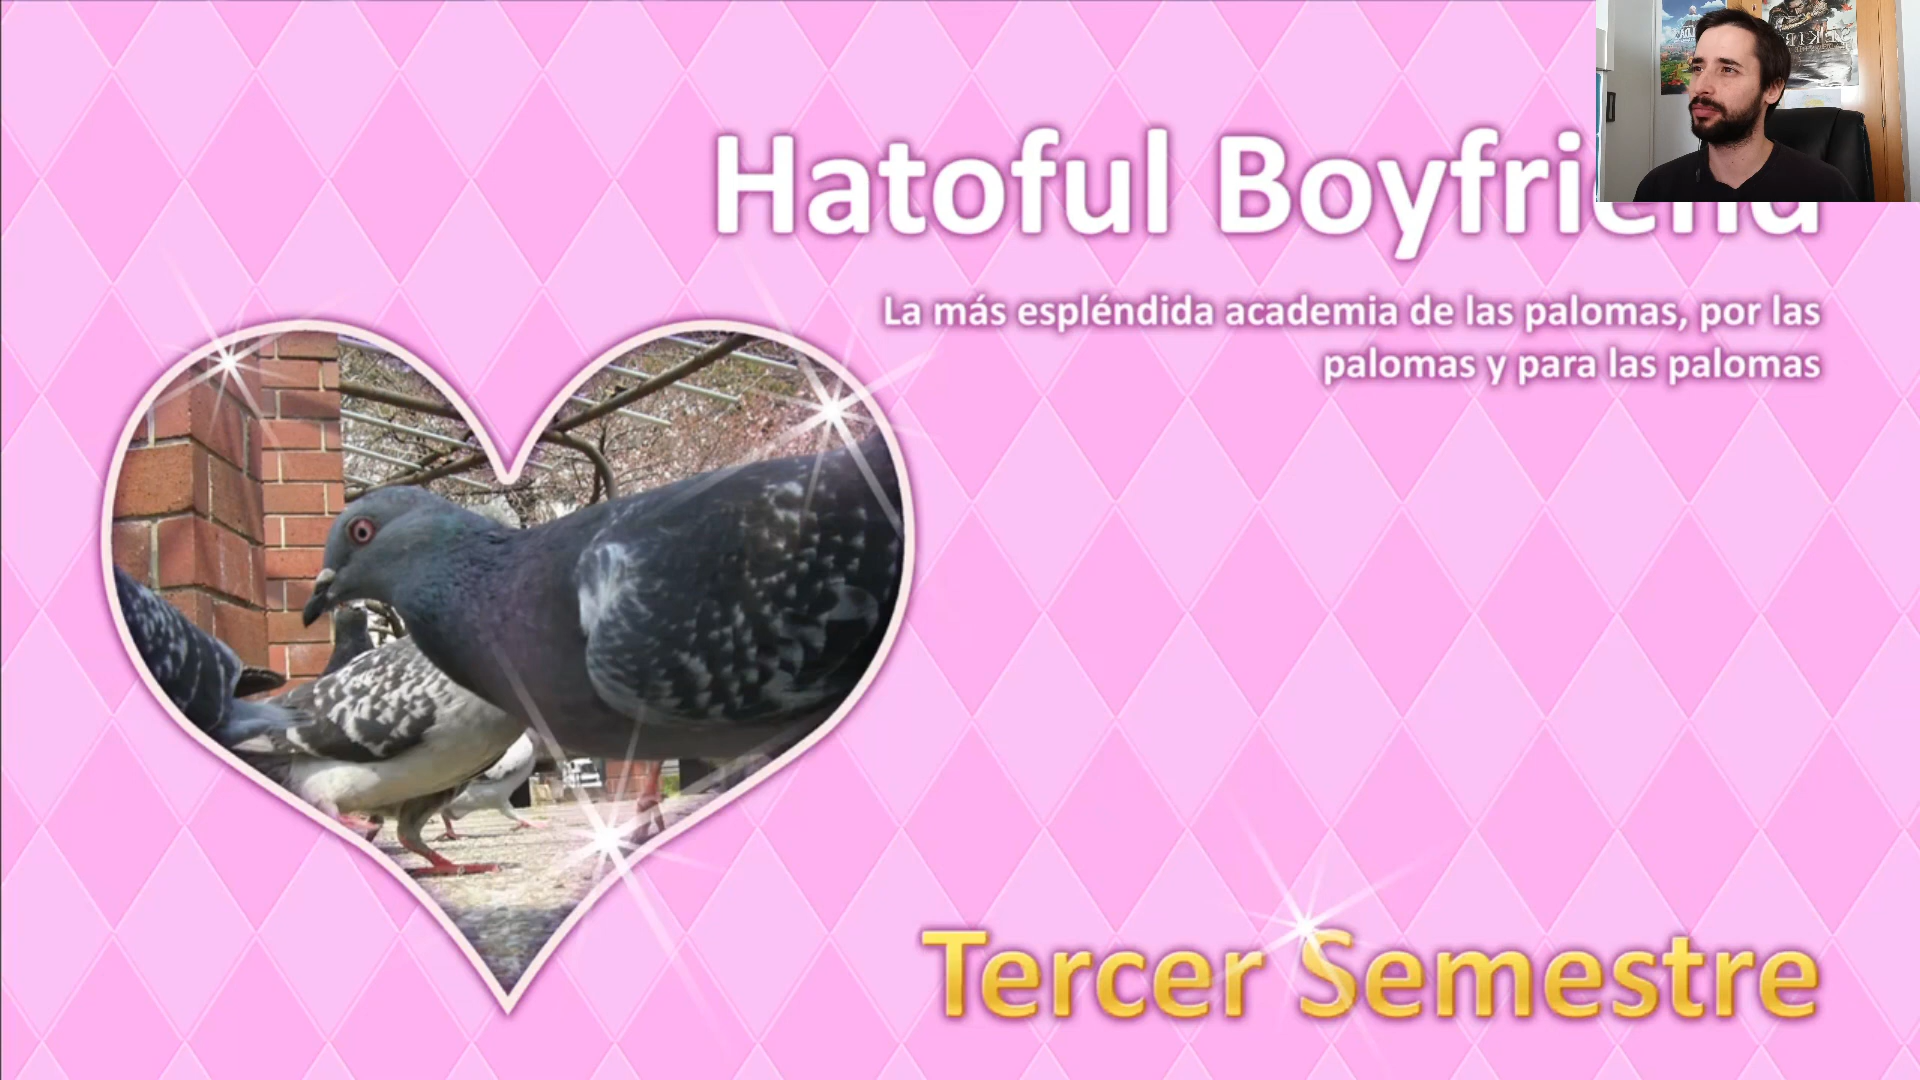 Hatoful Boyfriend
La más espléndida academia de las palomas, por las
palomas y para las palomas
Tercer Semestre